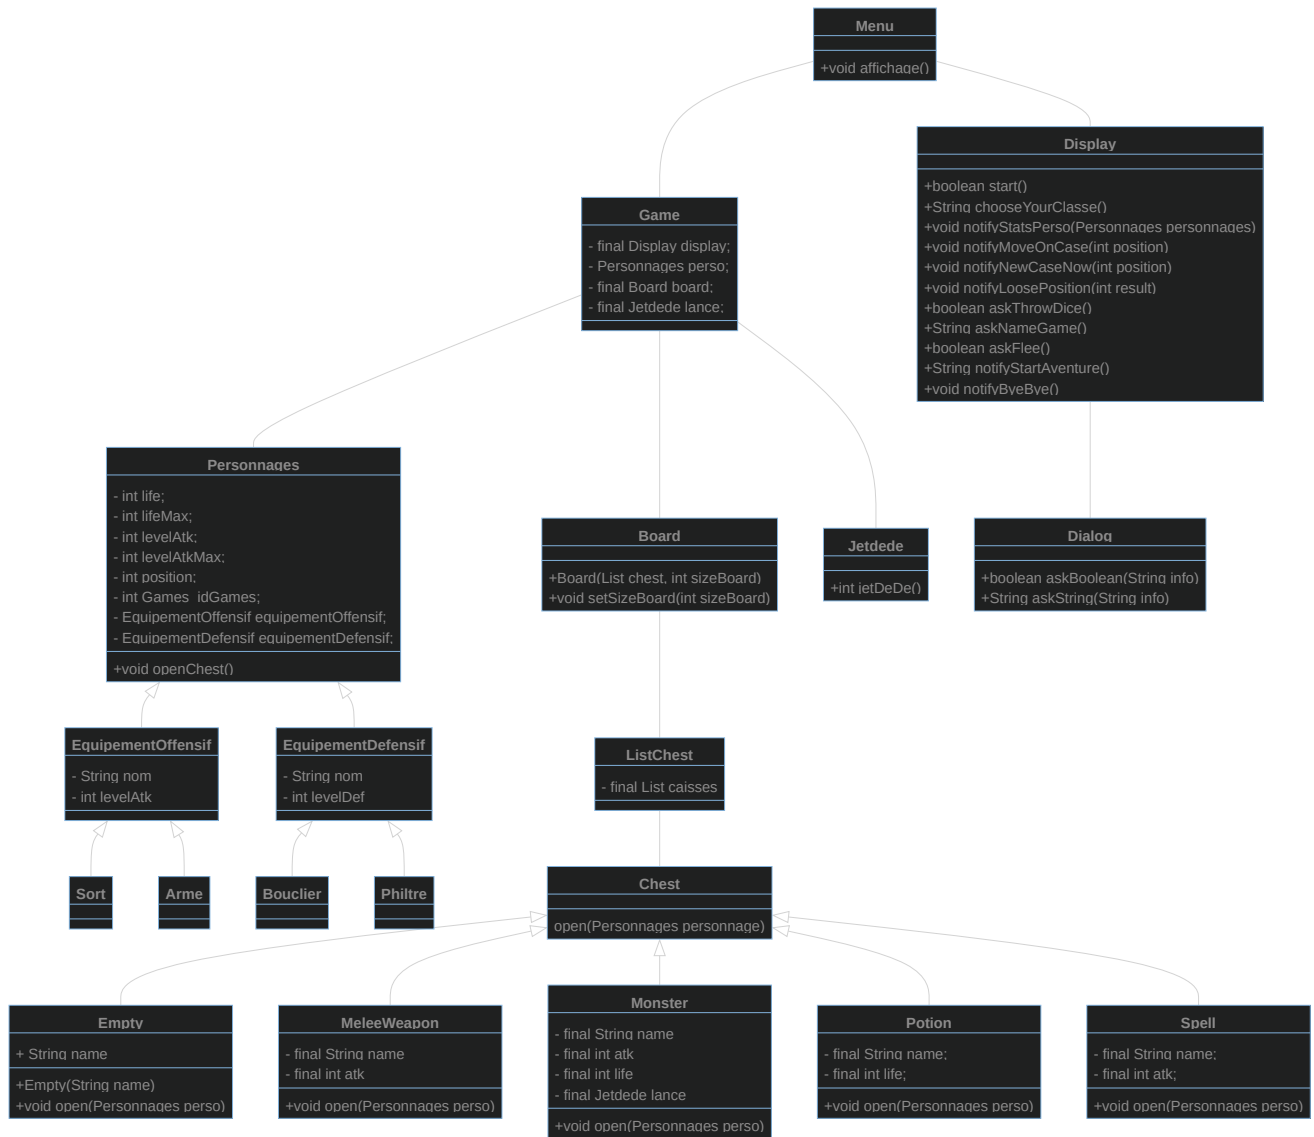 Menu
+void affichage()
Display
+boolean start()
+String chooseYourClasse()
+void notifyStatsPerso(Personnages personnages)
+void notifyMoveOnCase(int position)
+void notifyNewCaseNow(int position)
+void notifyLoosePosition(int result)
+boolean askThrowDice()
+String askNameGame()
+boolean askFlee()
+String notifyStartAventure()
+void notifyByeBye()
Game
- final Display display;
- Personnages perso;
- final Board board;
- final Jetdede lance;
Personnages
- int life;
- int lifeMax;
- int levelAtk;
- int levelAtkMax;
- int position;
- int Games_idGames;
- EquipementOffensif equipementOffensif;
- EquipementDefensif equipementDefensif;
+void openChest()
Board
+Board(List chest, int sizeBoard)
+void setSizeBoard(int sizeBoard)
Jetdede
+int jetDeDe()
Dialog
+boolean askBoolean(String info)
+String askString(String info)
EquipementOffensif
- String nom
- int levelAtk
EquipementDefensif
- String nom
- int levelDef
ListChest
- final List caisses
Sort
Arme
Bouclier
Philtre
Chest
open(Personnages personnage)
Empty
+ String name
+Empty(String name)
+void open(Personnages perso)
MeleeWeapon
- final String name
- final int atk
+void open(Personnages perso)
Monster
- final String name
- final int atk
- final int life
- final Jetdede lance
+void open(Personnages perso)
Potion
- final String name;
- final int life;
+void open(Personnages perso)
Spell
- final String name;
- final int atk;
+void open(Personnages perso)